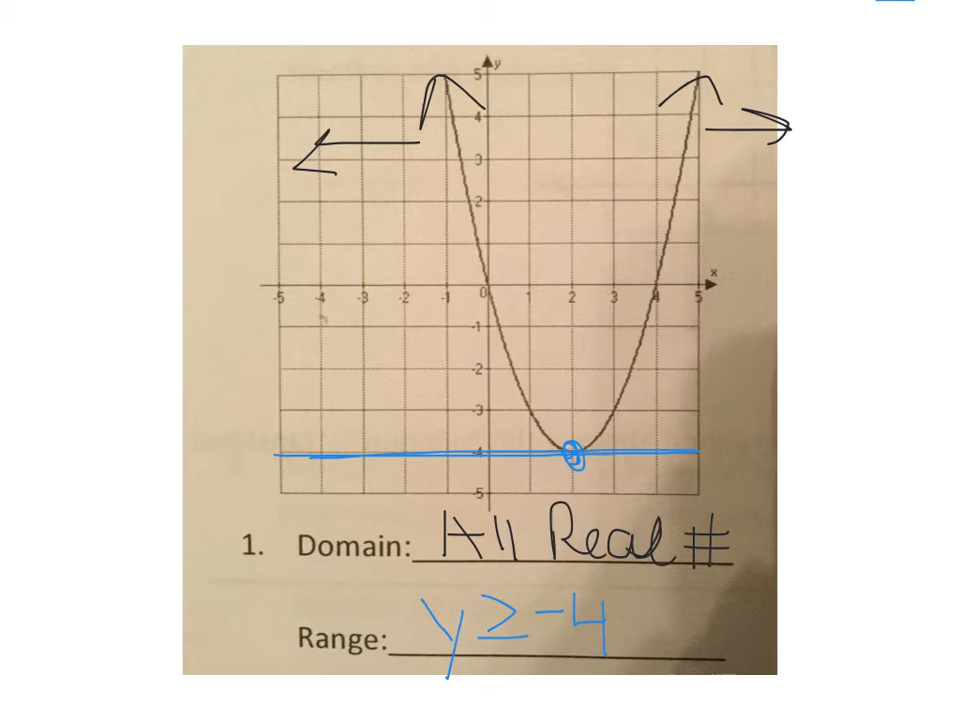 y
5
4
3
2
-5 -4 -3 -2 -1 0 1 2 3 4 5 x
-1
-2
-3
-4
-5
1. Domain: All Real #
Range: y ≥ -4